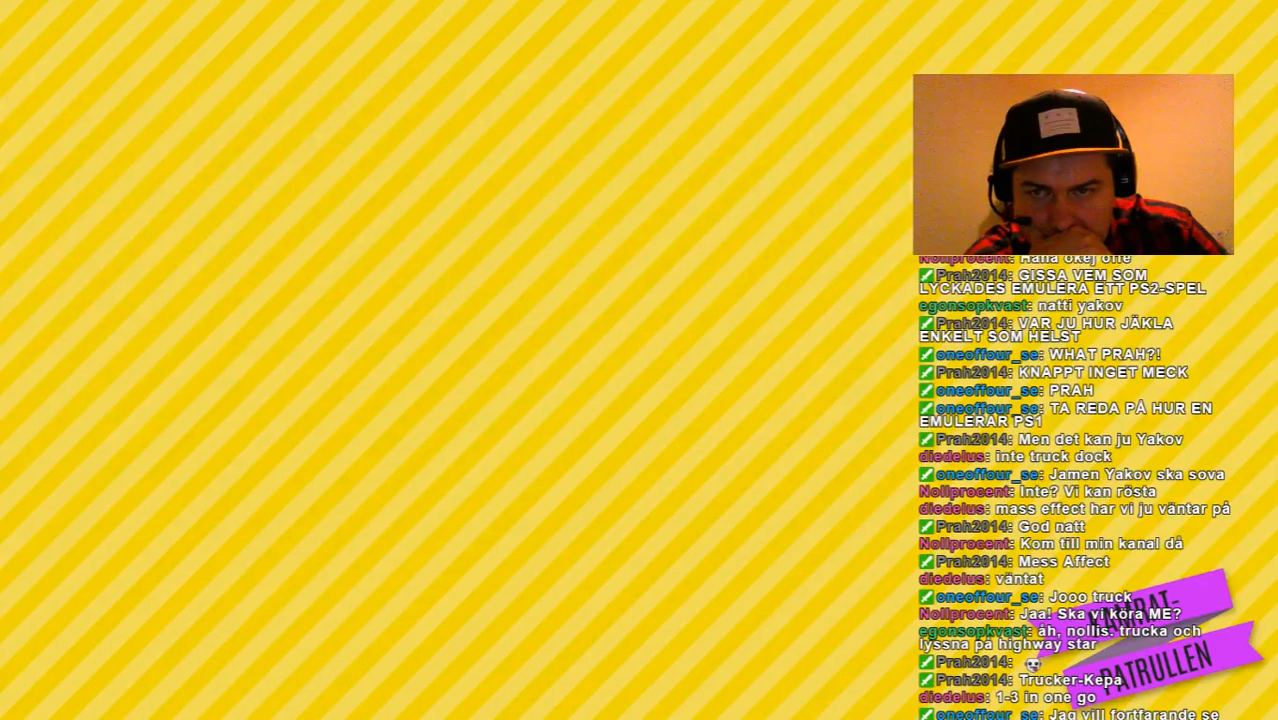 Nollprocent: Haha okej offe
Prah2014: GISSA VEM SOM
LYCKADES EMULERA ETT PS2-SPEL
egonsopkvast: natti yakov
Prah2014: VAR JU HUR JÄKLA
ENKELT SOM HELST
oneoffour_se: WHAT PRAH?!
Prah2014: KNAPPT INGET MECK
oneoffour_se: PRAH
oneoffour_se: TA REDA PÅ HUR EN
EMULERAR PS1
Prah2014: Men det kan ju Yakov
diedelus: inte truck dock
oneoffour_se: Jamen Yakov ska sova
Nollprocent: Inte? Vi kan rösta
diedelus: mass effect har vi ju väntar på
Prah2014: God natt
Nollprocent: Kom till min kanal då
Prah2014: Mess Affect
diedelus: väntat
oneoffour_se: Jooo truck
Nollprocent: Jaa! Ska vi köra ME?
egonsopkvast: åh, nollis. trucka och
lyssna på highway star
Prah2014:
Prah2014: Trucker-Kepa
diedelus: 1-3 in one go
oneoffour_se: Jag vill fortfarande se
KAMRAT-
PATRULLEN